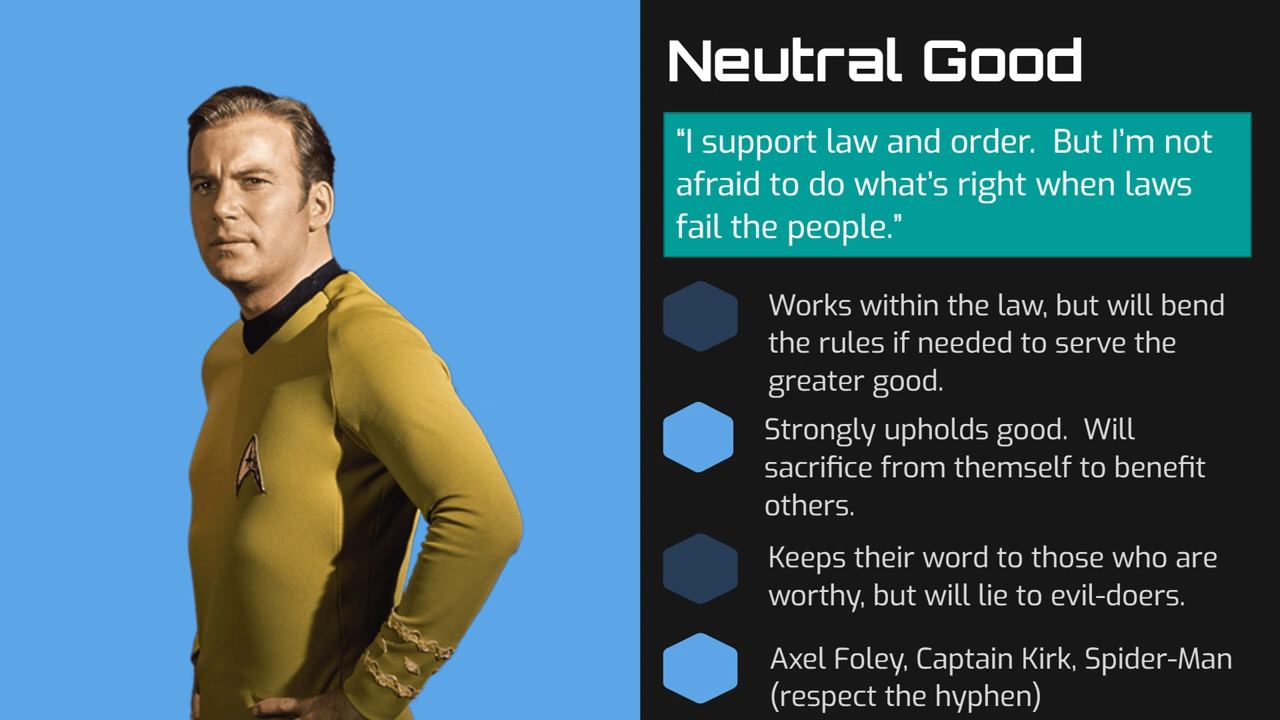 Neutral Good
“I support law and order.  But I’m not
afraid to do what’s right when laws
fail the people.”
Works within the law, but will bend
the rules if needed to serve the
greater good.
Strongly upholds good.  Will
sacrifice from themself to benefit
others.
Keeps their word to those who are
worthy, but will lie to evil-doers.
Axel Foley, Captain Kirk, Spider-Man
(respect the hyphen)